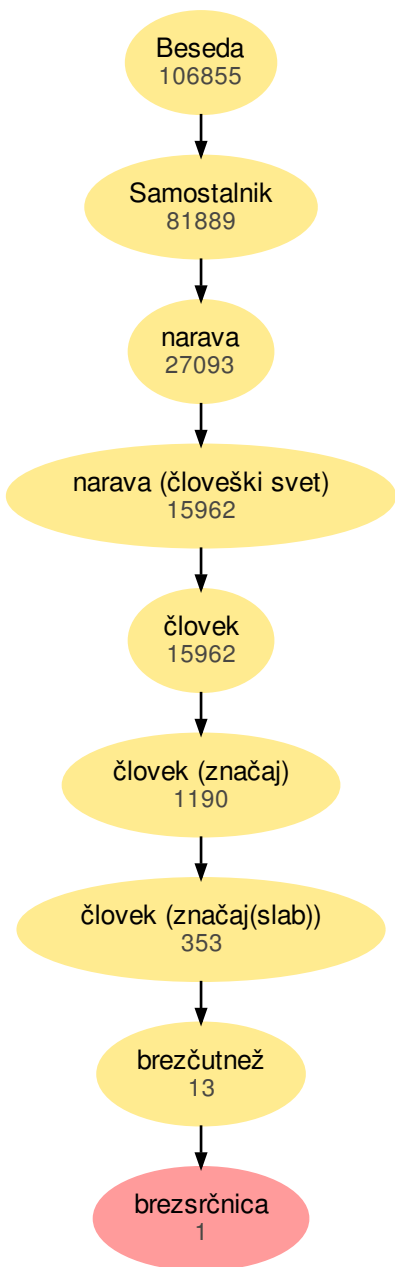 Beseda
106855
Samostalnik
81889
narava
27093
narava (človeški svet)
15962
človek
15962
človek (značaj)
1190
človek (značaj(slab))
353
brezčutnež
13
brezsrčnica
1